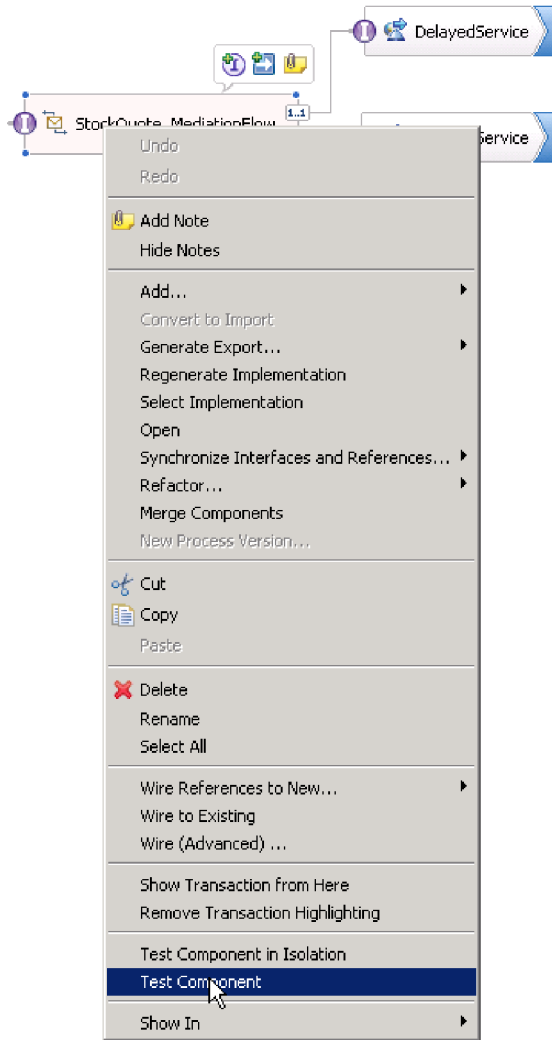 DelayedService
1..1
StockQuote_MediationFlow
Service
Undo
Redo
Add Note
Hide Notes
Add...
Convert to Import
Generate Export...
Regenerate Implementation
Select Implementation
Open
Synchronize Interfaces and References...
Refactor...
Merge Components
New Process Version...
Cut
Copy
Paste
Delete
Rename
Select All
Wire References to New...
Wire to Existing
Wire (Advanced) ...
Show Transaction from Here
Remove Transaction Highlighting
Test Component in Isolation
Test Component
Show In